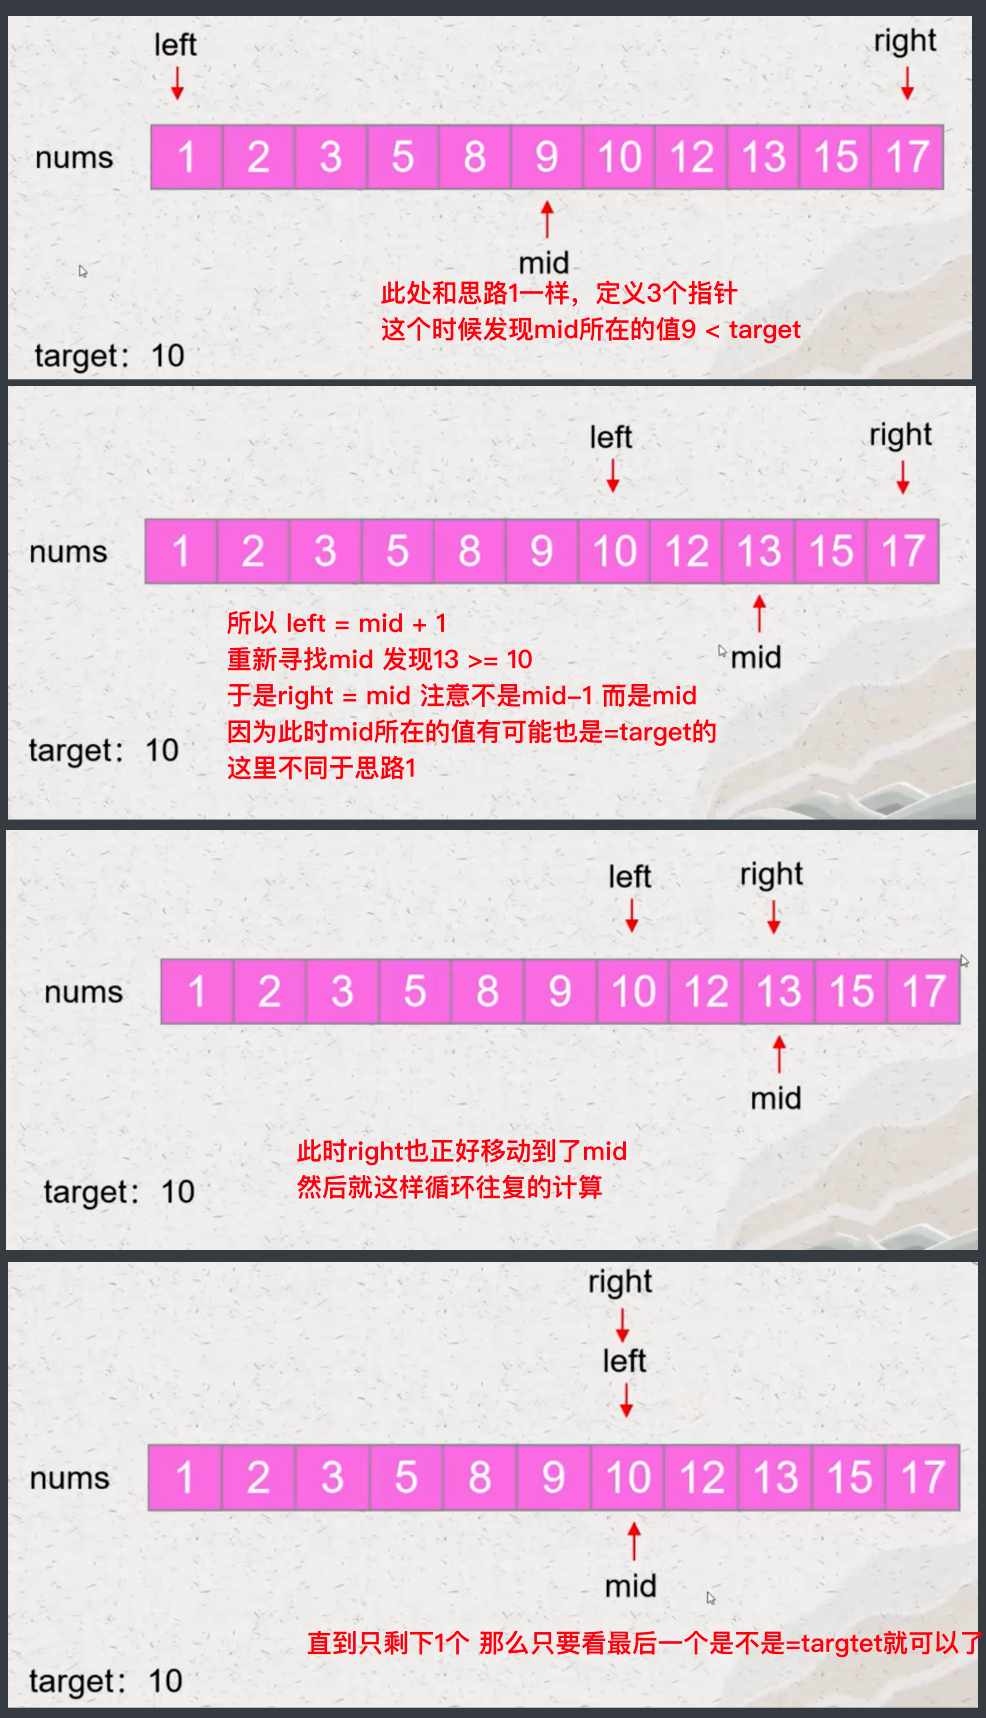 left right
nums 1 2 3 5 8 9 10 12 13 15 17
mid
此处和思路1一样，定义3个指针
这个时候发现mid所在的值9 < target
target：10
left right
nums 1 2 3 5 8 9 10 12 13 15 17
所以 left = mid + 1
mid
重新寻找mid 发现13 >= 10
于是right = mid 注意不是mid-1 而是mid
因为此时mid所在的值有可能也是=target的
target：10
这里不同于思路1
left right
nums 1 2 3 5 8 9 10 12 13 15 17
mid
此时right也正好移动到了mid
然后就这样循环往复的计算
target：10
right
left
nums 1 2 3 5 8 9 10 12 13 15 17
mid
直到只剩下1个 那么只要看最后一个是不是=targtet就可以了
target：10